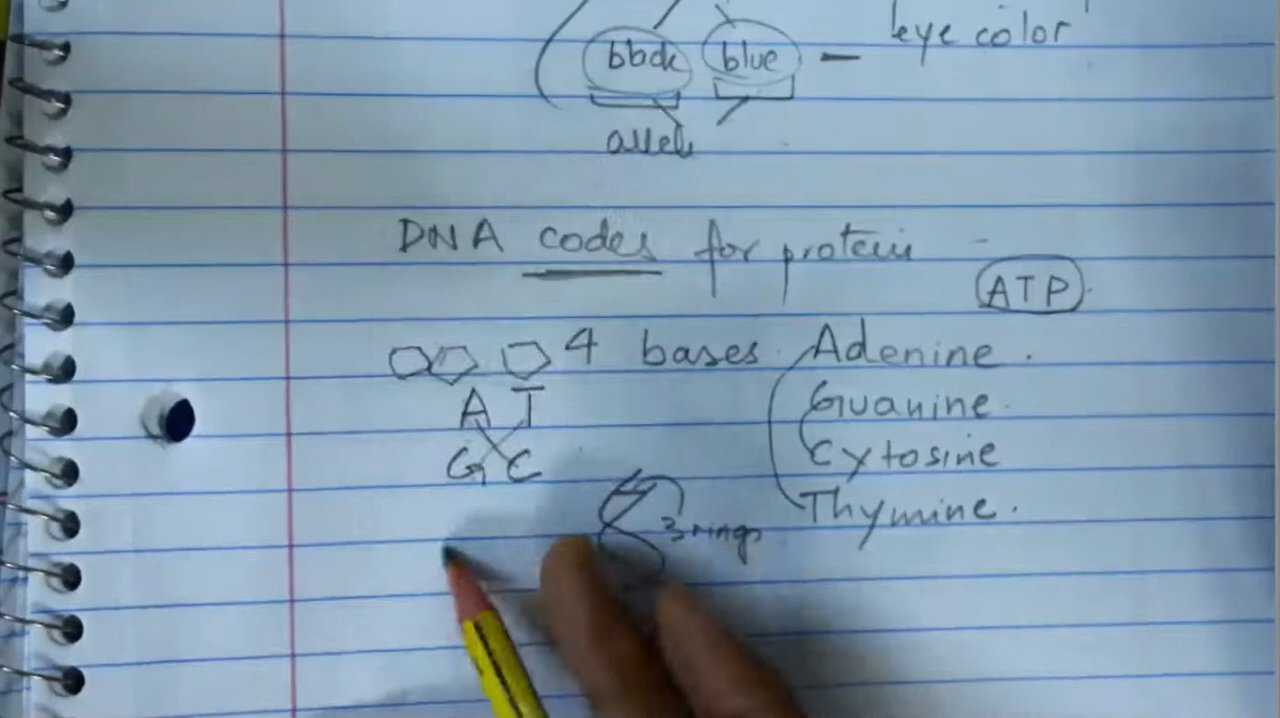 eye color
black blue —
allele
DNA codes for protein -
ATP
4 bases Adenine.
A T Guanine.
G C Cytosine
3 rings Thymine.